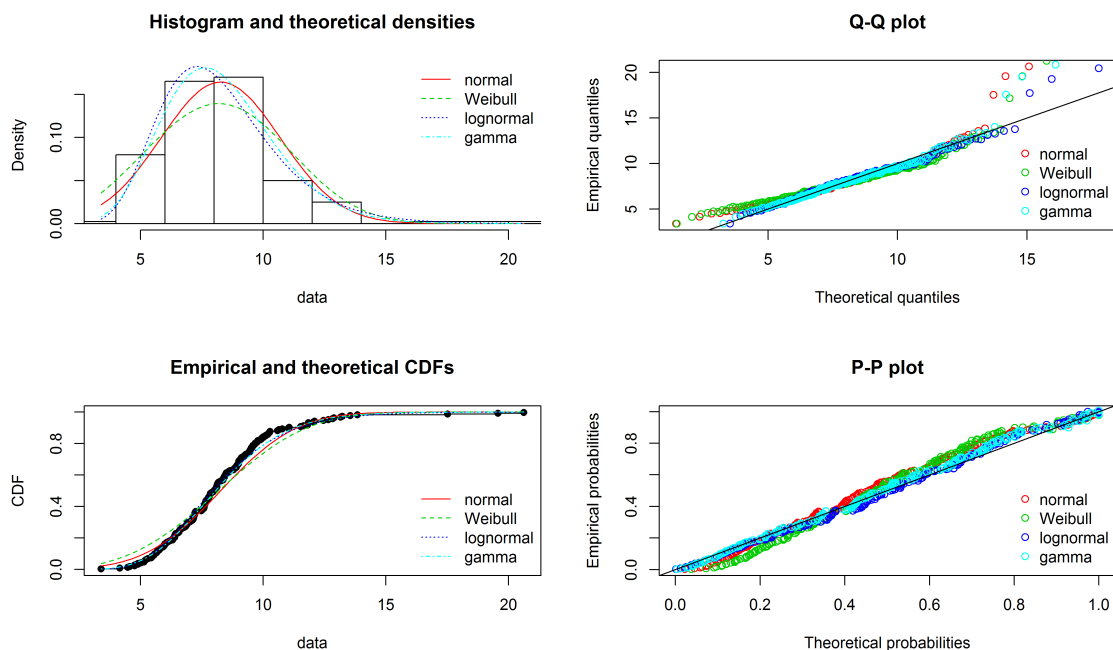 Histogram and theoretical densities
normal
Weibull
lognormal
gamma
Density
0.00
0.10
5
10
15
20
data
Q-Q plot
Empirical quantiles
5
10
15
20
normal
Weibull
lognormal
gamma
5
10
15
Theoretical quantiles
Empirical and theoretical CDFs
CDF
0.0
0.4
0.8
normal
Weibull
lognormal
gamma
5
10
15
20
data
P-P plot
Empirical probabilities
0.0
0.4
0.8
normal
Weibull
lognormal
gamma
0.0
0.2
0.4
0.6
0.8
1.0
Theoretical probabilities